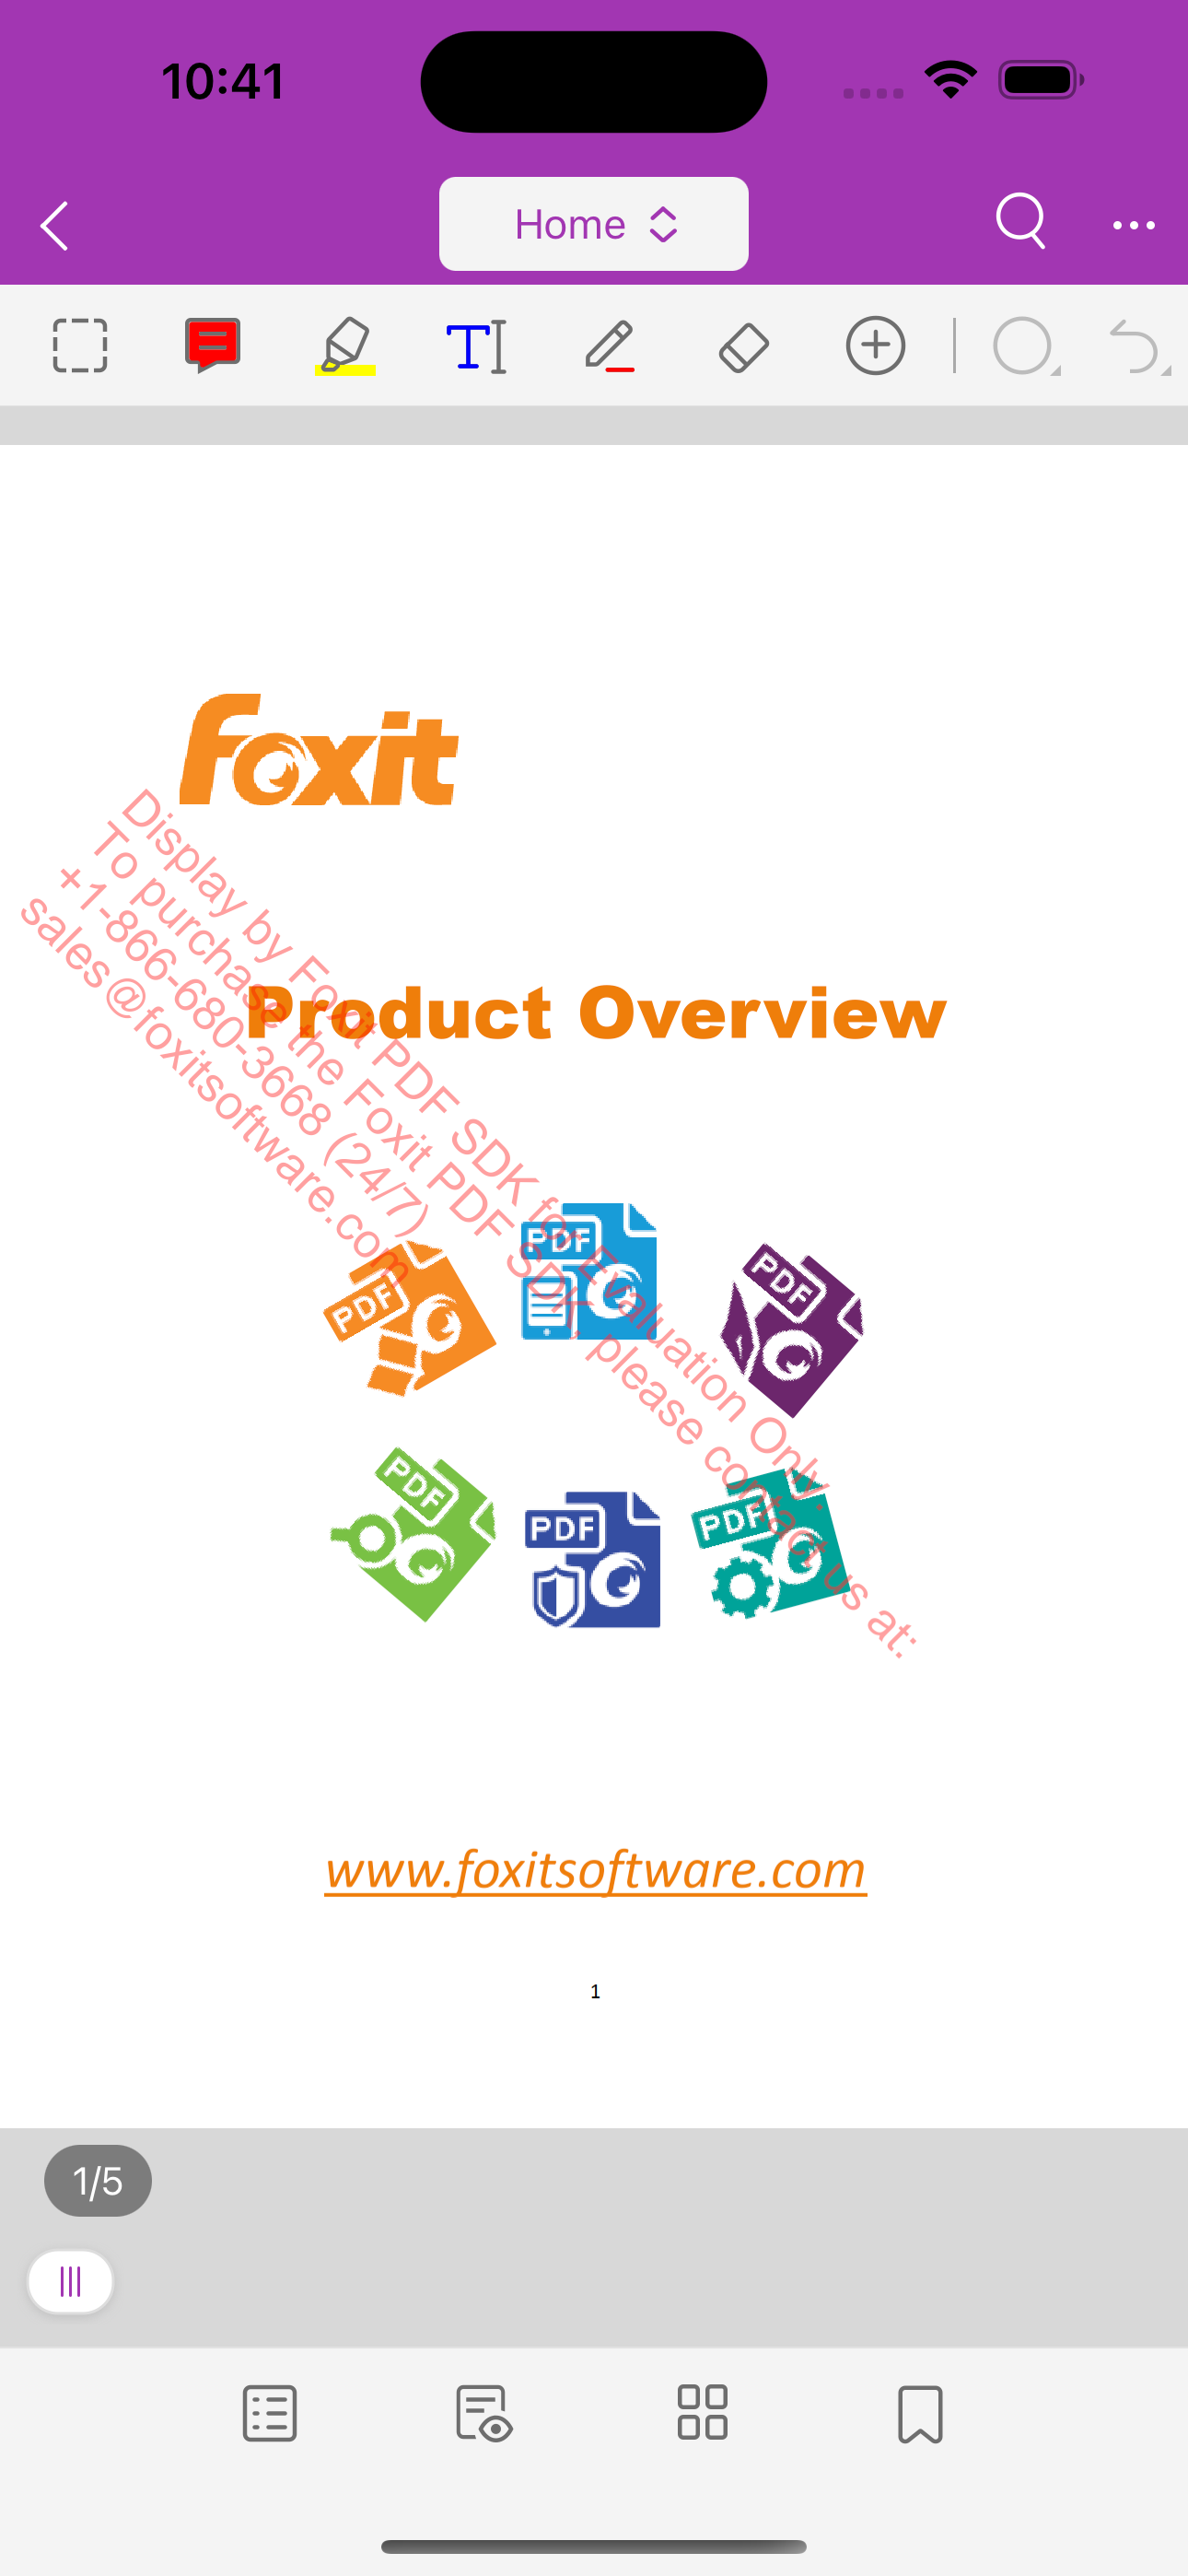 10:41
Home
T
foxit
Display by Foxit PDF SDK for Evaluation Only.
To purchase the Foxit PDF SDK, please contact us at:
+1-866-680-3668 (24/7)
sales@foxitsoftware.com
Product Overview
PDF
PDF
PDF
PDF
PDF
PDF
www.foxitsoftware.com
1
1/5